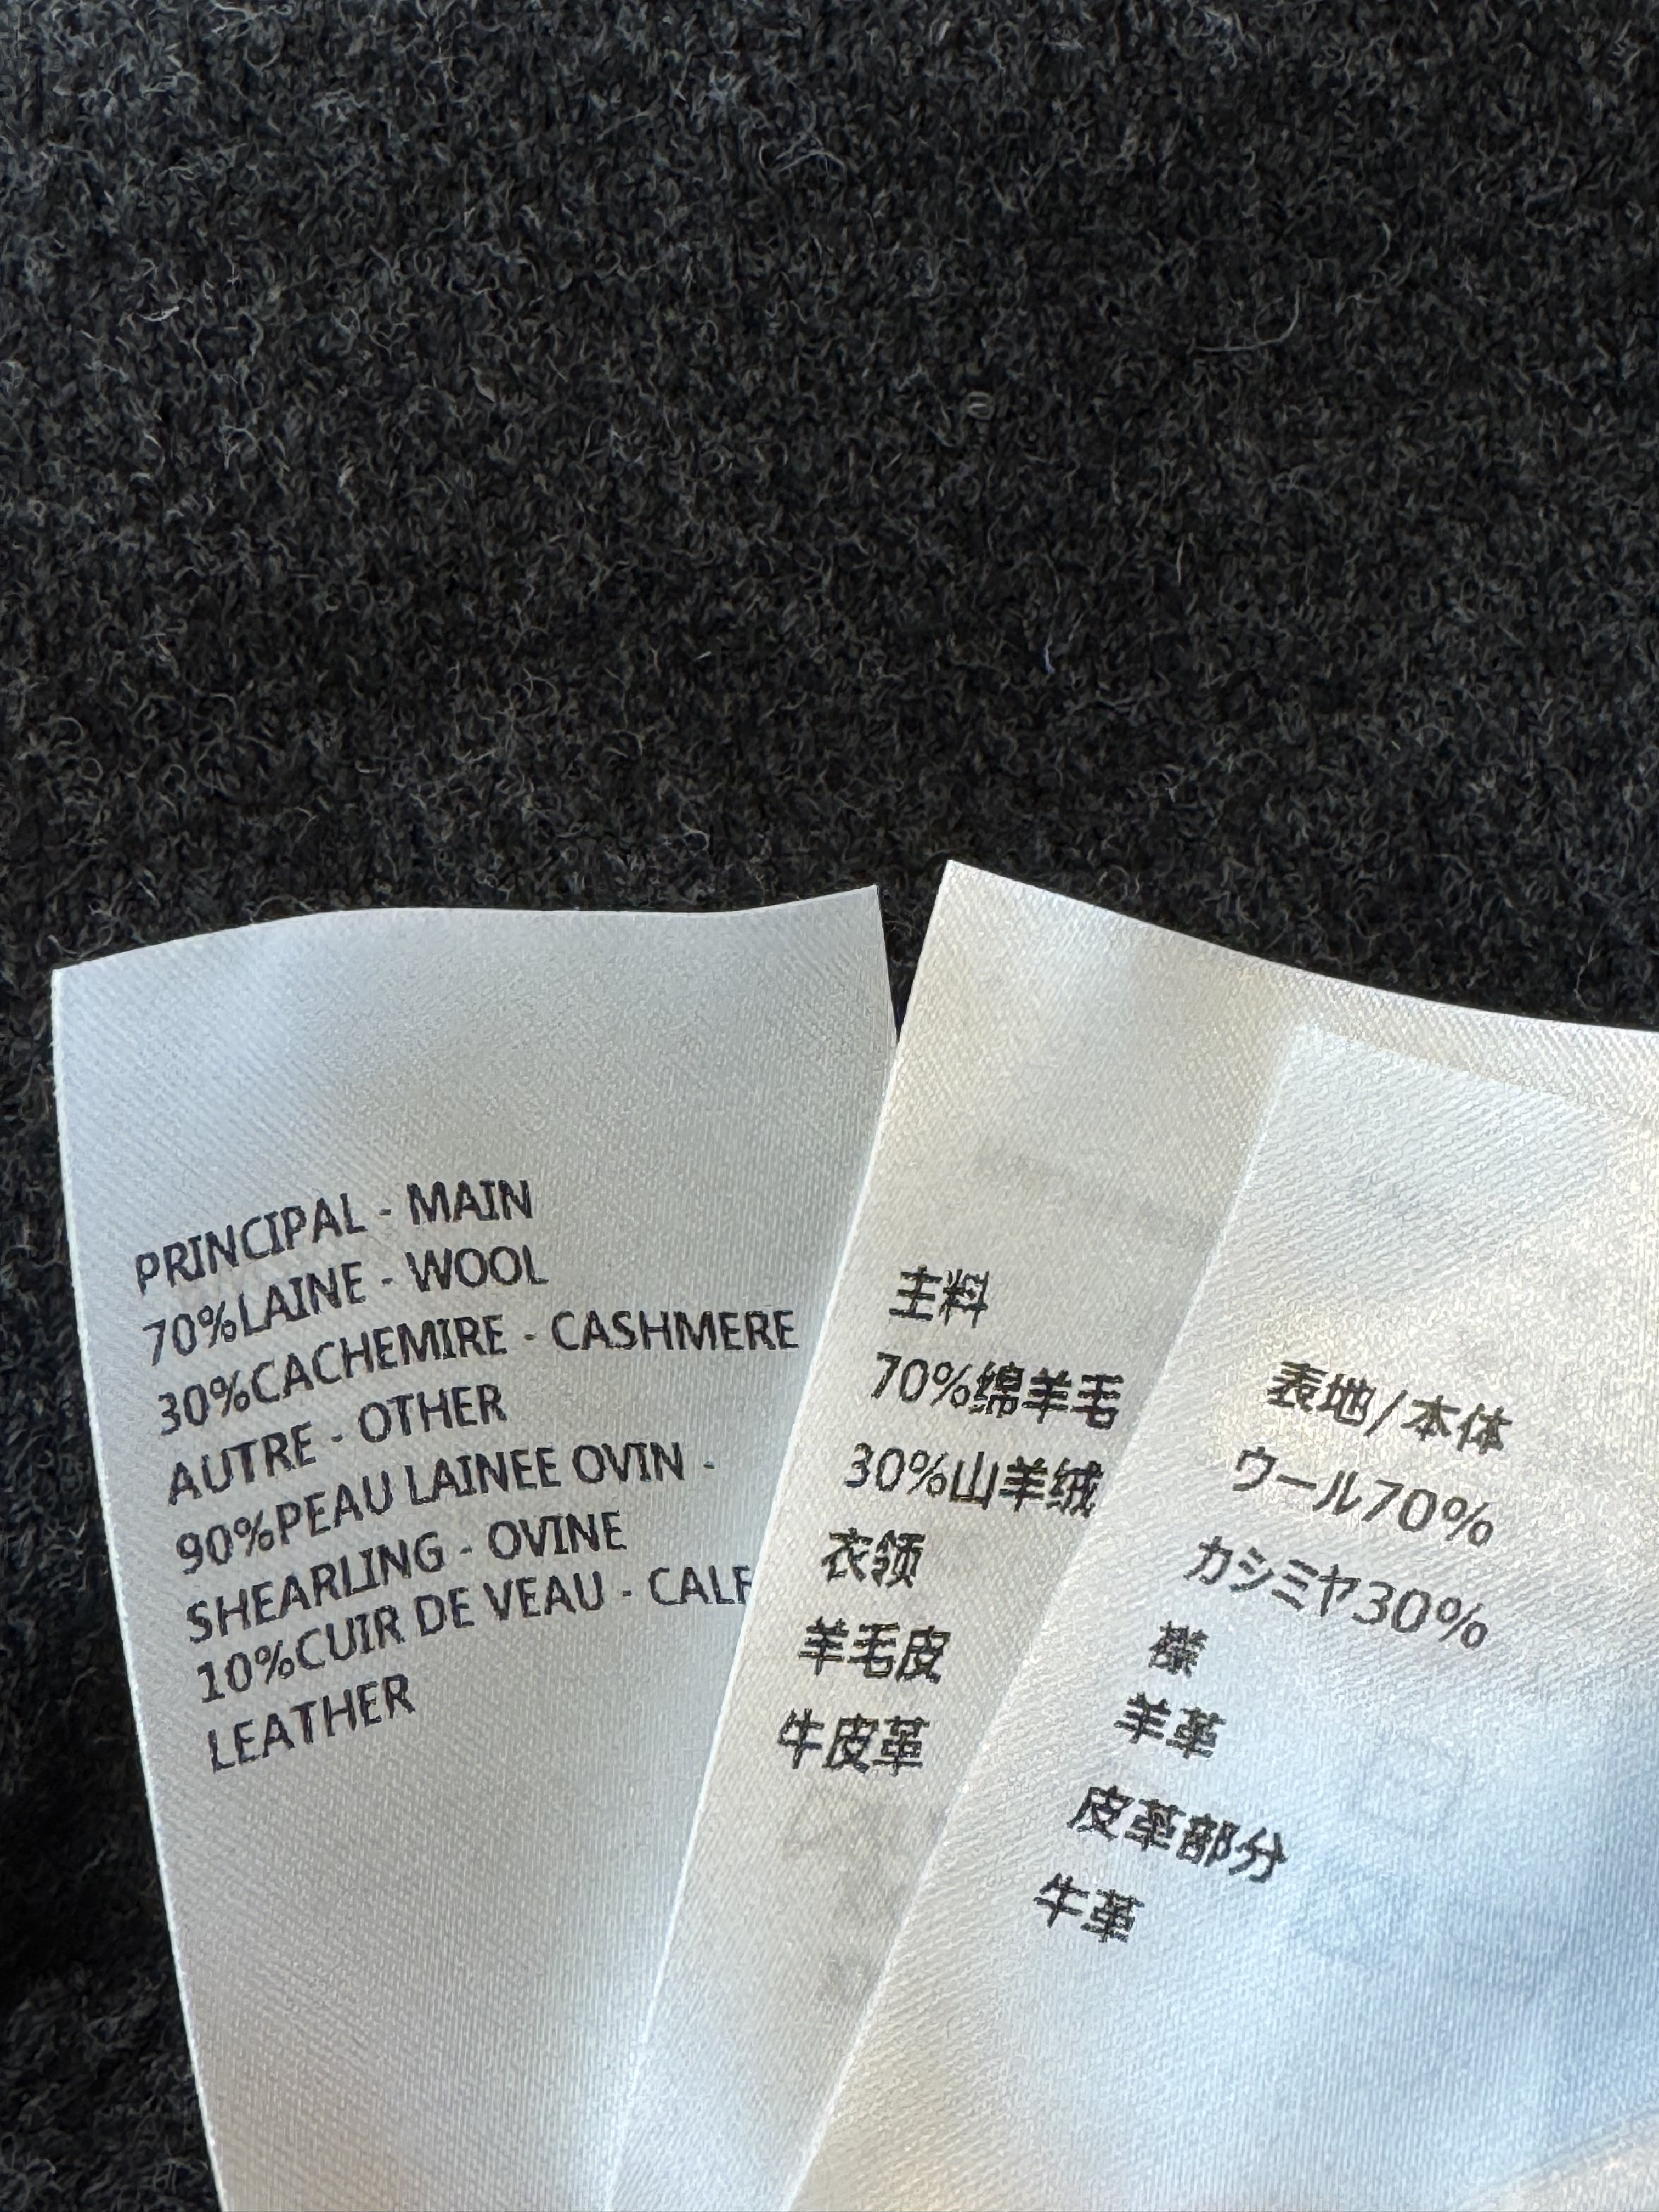 PRINCIPAL - MAIN
70%LAINE - WOOL
30%CACHEMIRE - CASHMERE
AUTRE - OTHER
90%PEAU LAINEE OVIN -
SHEARLING - OVINE
10%CUIR DE VEAU - CALF
LEATHER
主料
70%绵羊毛
30%山羊绒
衣领
羊毛皮
牛皮革
表地/本体
ウール70%
カシミヤ30%
襟
羊革
皮革部分
牛革